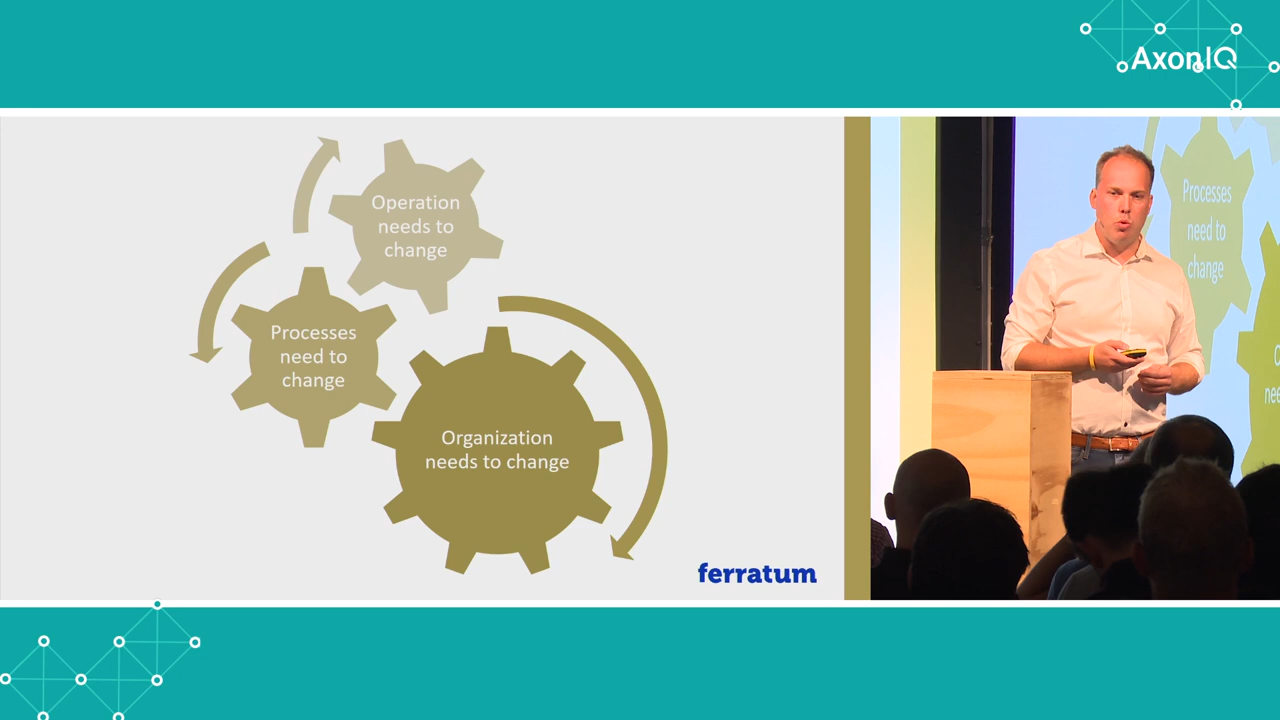 AxonIQ
Operation
needs to
change
Processes
need to
change
Organization
needs to change
ferratum
Processes
need to
change